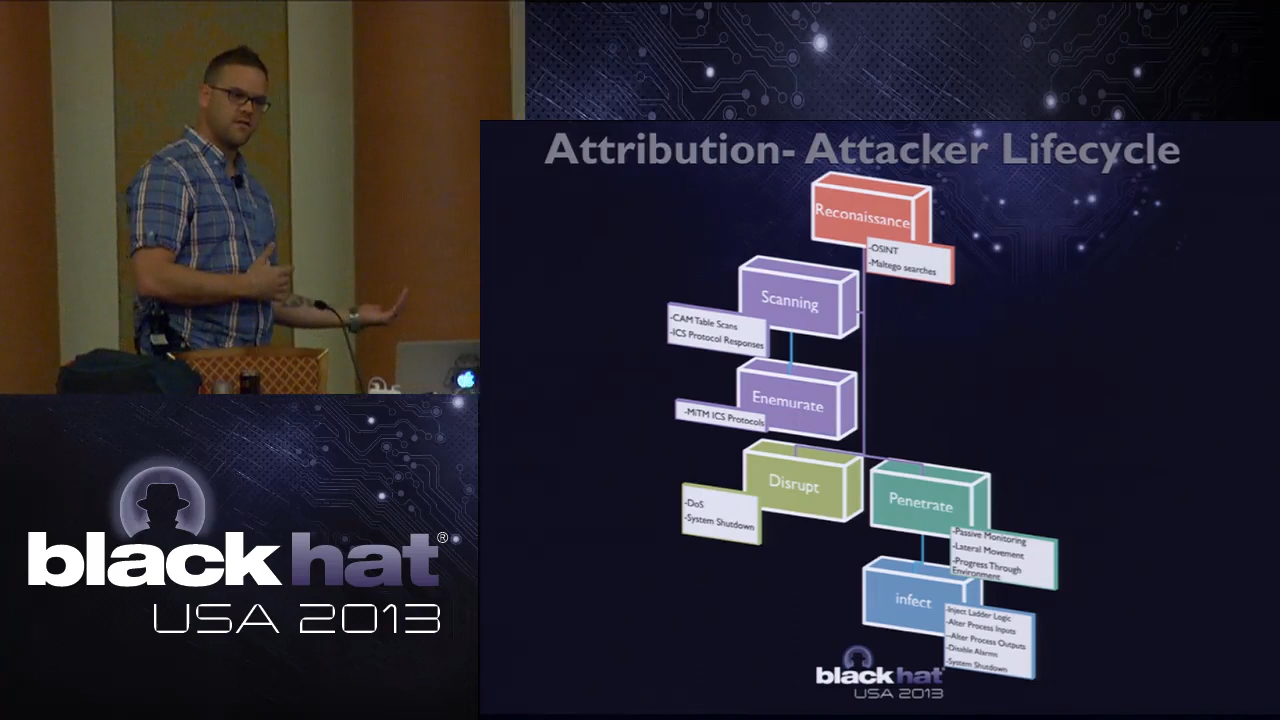 Attribution- Attacker Lifecycle
Reconaissance
-OSINT
-Maltego searches
Scanning
-CAM Table Scans
-ICS Protocol Responses
Enemurate
-MiTM ICS Protocols
Disrupt
-DoS
-System Shutdown
Penetrate
-Passive Monitoring
-Lateral Movement
-Progress Through
Environment
infect
-Inject Ladder Logic
-Alter Process Inputs
-Alter Process Outputs
-Disable Alarms
-System Shutdown
black hat
USA 2013
black hat®
USA 2013